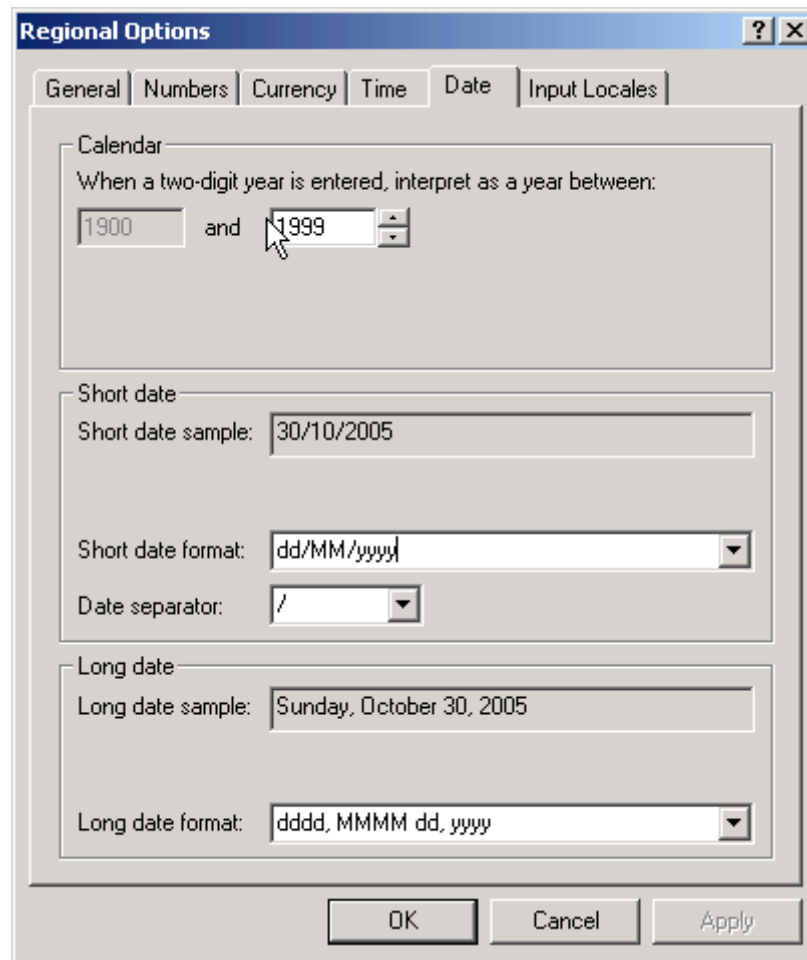 Regional Options
General Numbers Currency Time Date Input Locales
Calendar
When a two-digit year is entered, interpret as a year between:
1900 and 1999
Short date
Short date sample: 30/10/2005
Short date format: dd/MM/yyyy
Date separator: /
Long date
Long date sample: Sunday, October 30, 2005
Long date format: dddd, MMMM dd, yyyy
OK Cancel Apply